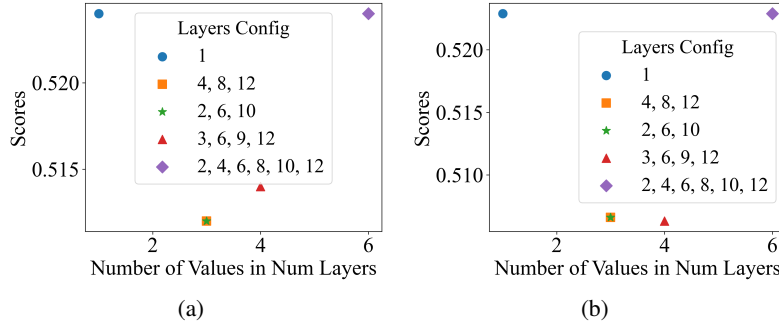 Layers Config
1
4, 8, 12
2, 6, 10
3, 6, 9, 12
2, 4, 6, 8, 10, 12
0.520
0.515
Scores
2 4 6
Number of Values in Num Layers
(a)
Layers Config
1
4, 8, 12
2, 6, 10
3, 6, 9, 12
2, 4, 6, 8, 10, 12
0.520
0.515
0.510
Scores
2 4 6
Number of Values in Num Layers
(b)